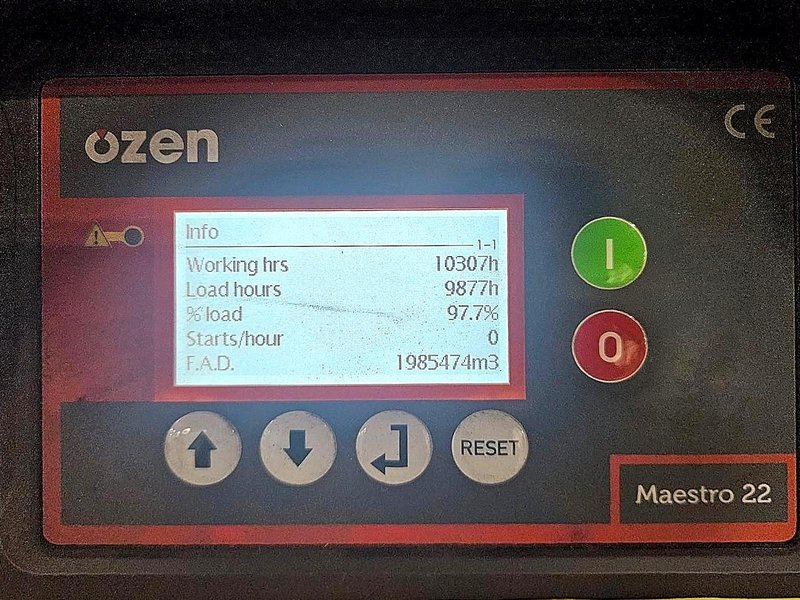 özen
CE
Info
1-1
Working hrs 10307h
Load hours 9877h
% load 97.7%
Starts/hour 0
F.A.D. 1985474m3
I
O
RESET
Maestro 22